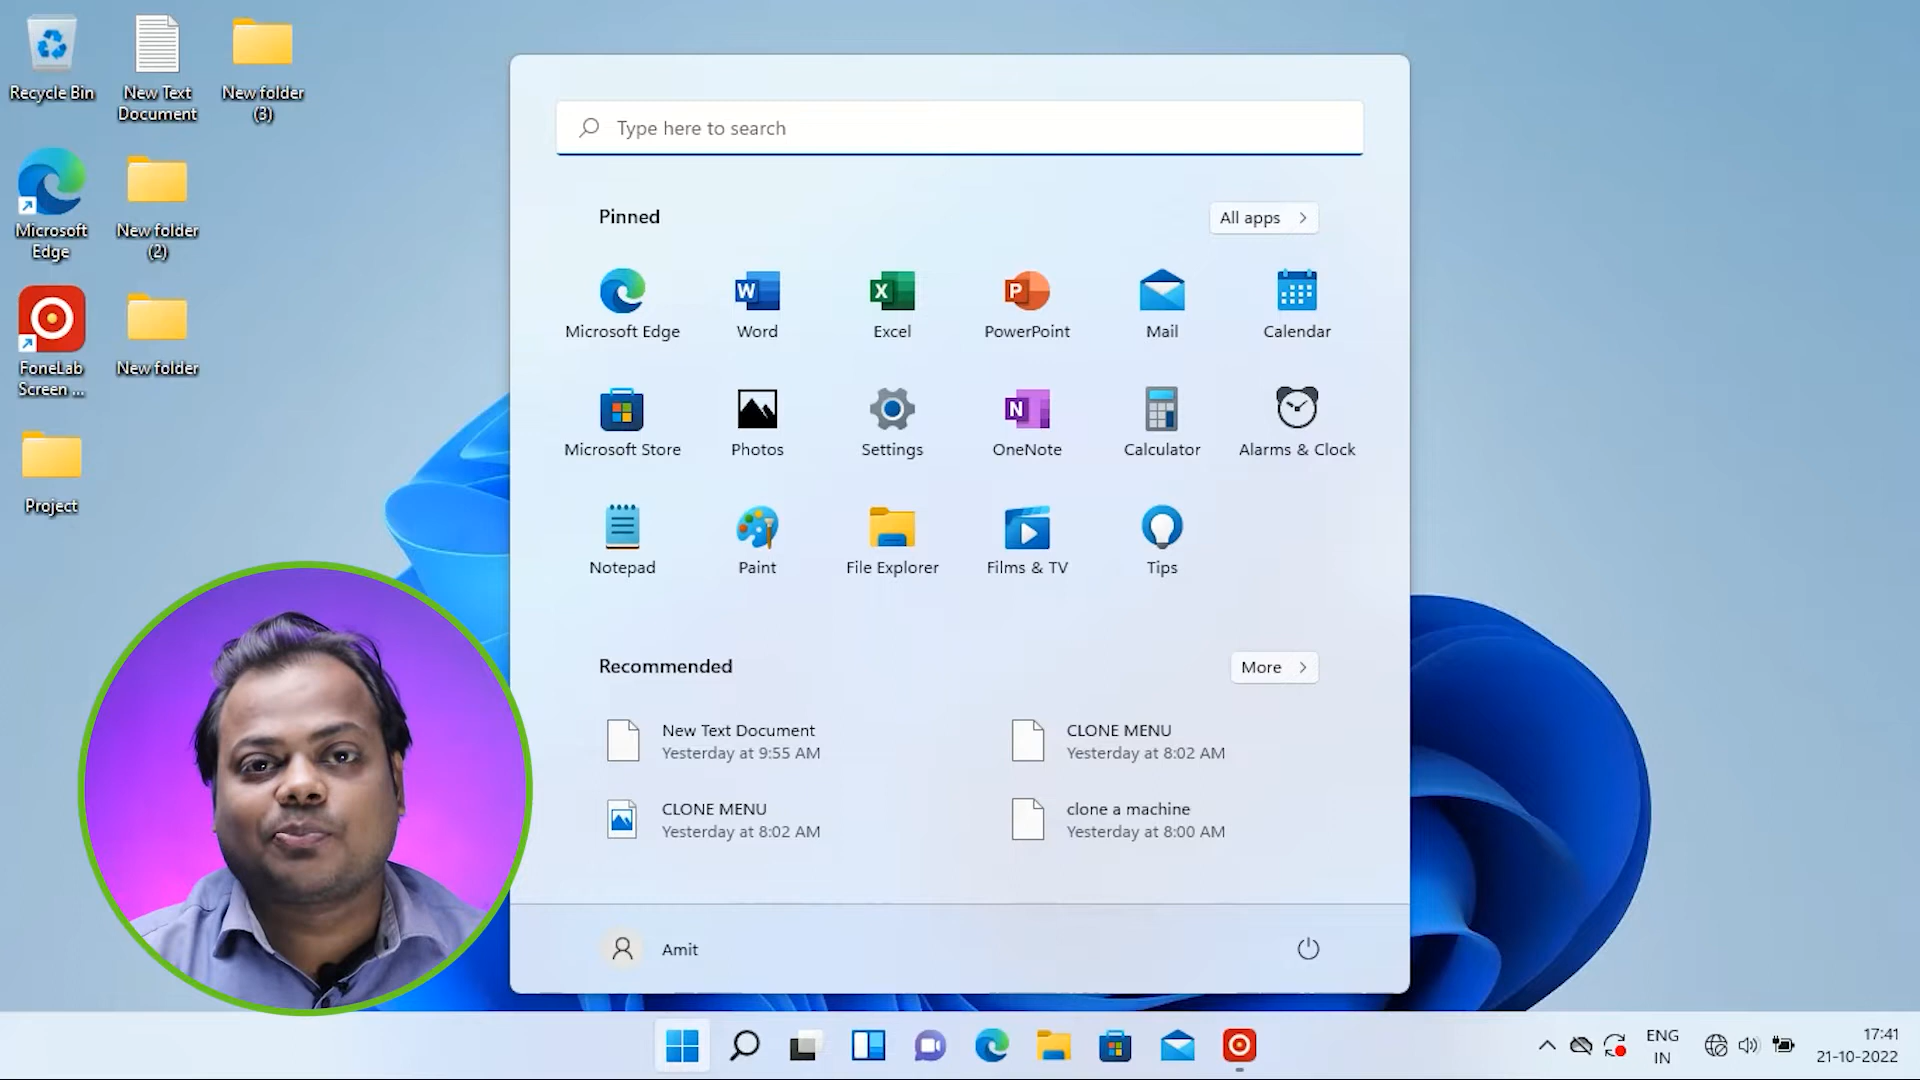 Recycle Bin
New Text
Document
New folder
(3)
Microsoft
Edge
New folder
(2)
FoneLab
Screen ...
New folder
Project
Type here to search
Pinned
All apps
Microsoft Edge
Word
Excel
PowerPoint
Mail
Calendar
Microsoft Store
Photos
Settings
OneNote
Calculator
Alarms & Clock
Notepad
Paint
File Explorer
Films & TV
Tips
Recommended
More
New Text Document
Yesterday at 9:55 AM
CLONE MENU
Yesterday at 8:02 AM
CLONE MENU
Yesterday at 8:02 AM
clone a machine
Yesterday at 8:00 AM
Amit
ENG
IN
17:41
21-10-2022